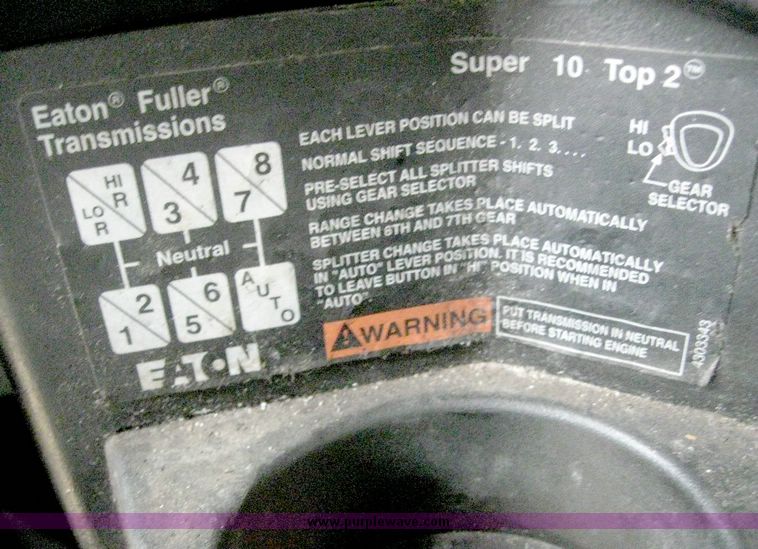 Super 10 Top 2™
Eaton® Fuller®
Transmissions
HI
R
LO
R
4
3
8
7
Neutral
2
1
6
5
AUTO
EATON
EACH LEVER POSITION CAN BE SPLIT
NORMAL SHIFT SEQUENCE - 1. 2. 3. . . .
PRE-SELECT ALL SPLITTER SHIFTS
USING GEAR SELECTOR
RANGE CHANGE TAKES PLACE AUTOMATICALLY
BETWEEN 6TH AND 7TH GEAR
SPLITTER CHANGE TAKES PLACE AUTOMATICALLY
IN "AUTO" LEVER POSITION. IT IS RECOMMENDED
TO LEAVE BUTTON IN "HI" POSITION WHEN IN
"AUTO"
HI
LO
GEAR
SELECTOR
WARNING
PUT TRANSMISSION IN NEUTRAL
BEFORE STARTING ENGINE
4303343
www.purplewave.com